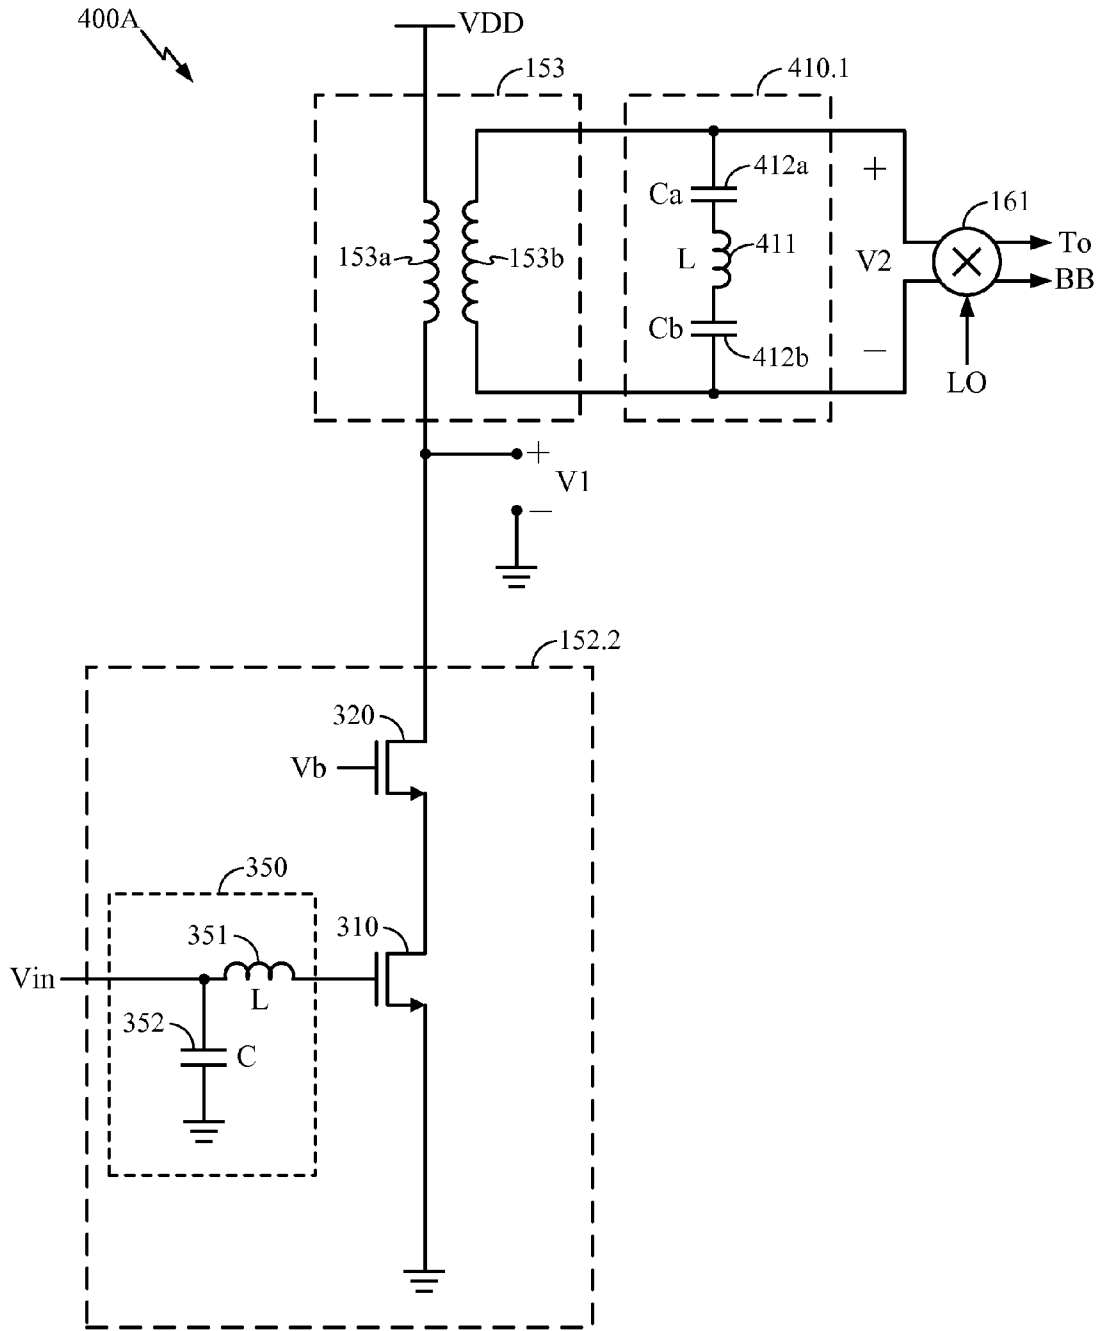 400A
VDD
153
410.1
412a
Ca
+
161
153a
153b
L
411
V2
To
BB
Cb
412b
−
LO
+
V1
−
152.2
320
Vb
350
351
310
Vin
L
352
C